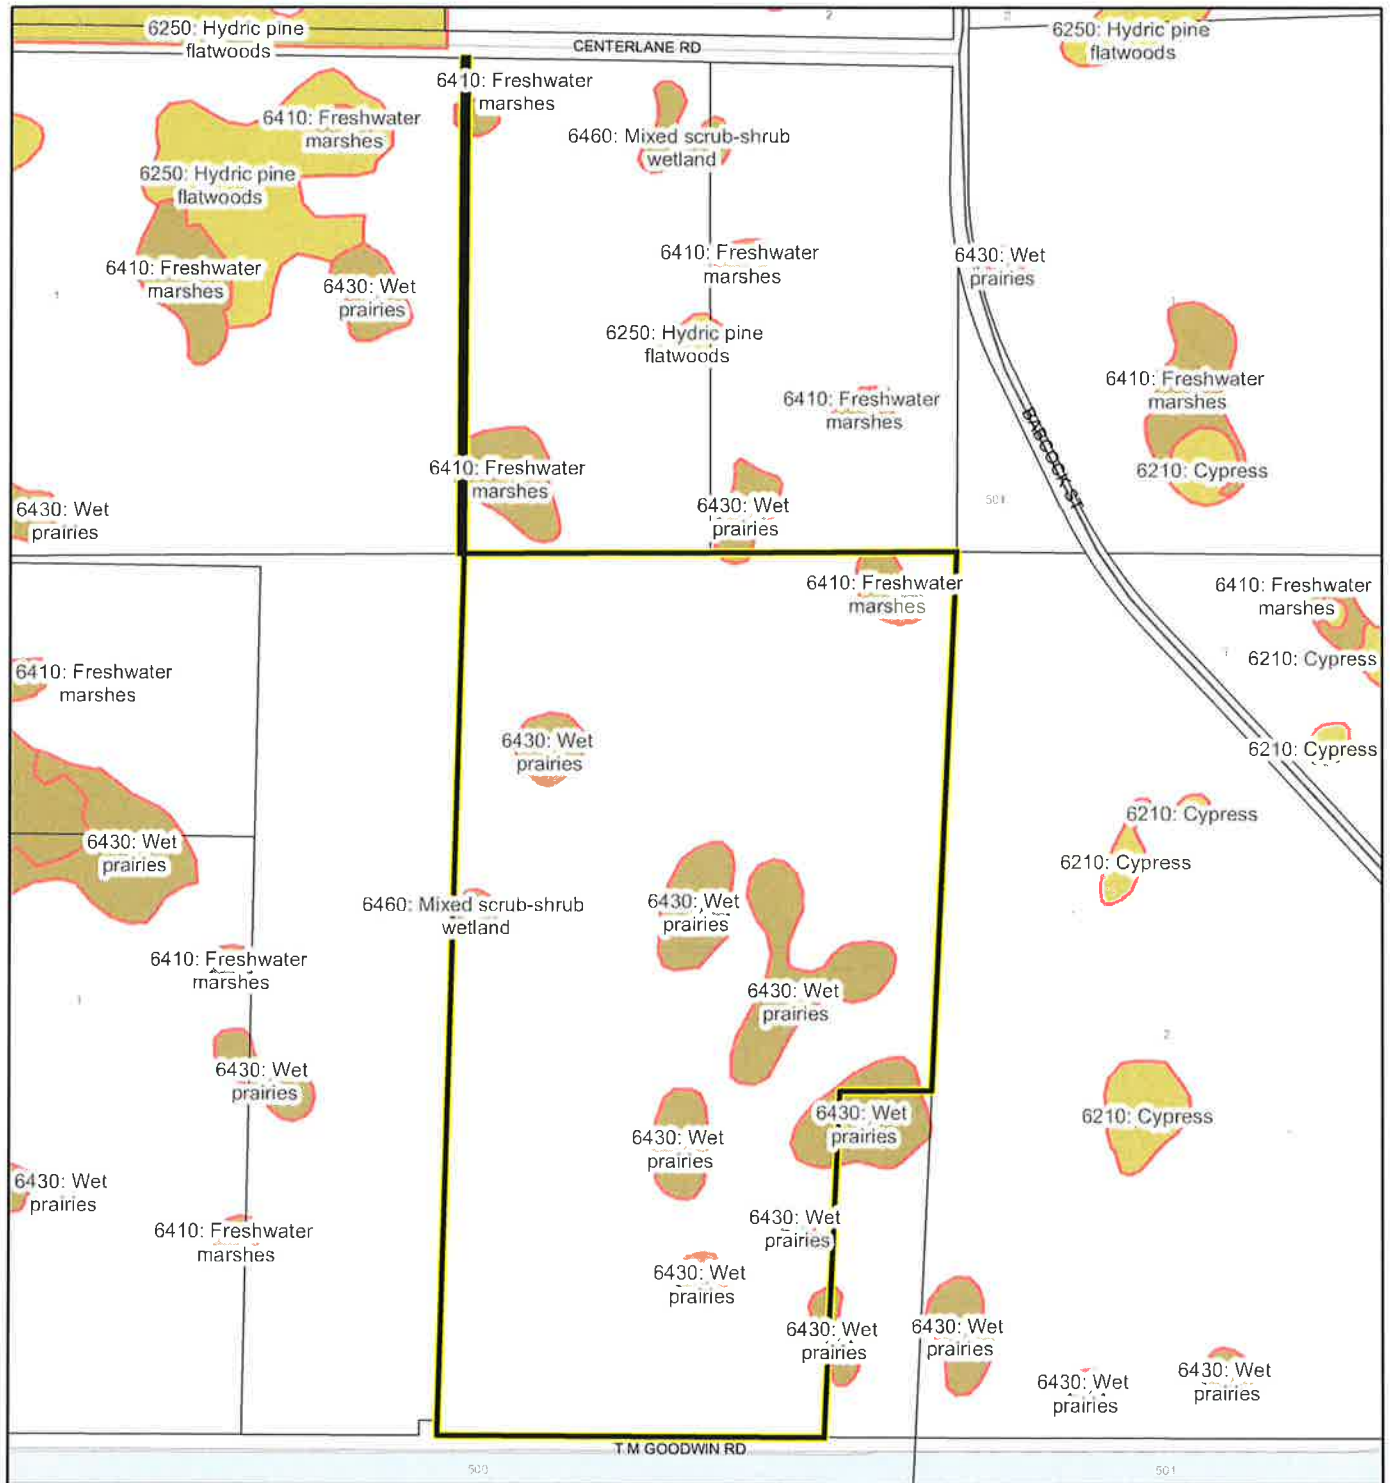 6250: Hydric pine
flatwoods
2
CENTERLANE RD
6250: Hydric pine
flatwoods
6410: Freshwater
marshes
6410: Freshwater
marshes
6460: Mixed scrub-shrub
wetland
6250: Hydric pine
flatwoods
6410: Freshwater
marshes
6430: Wet
prairies
6410: Freshwater
marshes
6430: Wet
prairies
1
6250: Hydric pine
flatwoods
6410: Freshwater
marshes
6410: Freshwater
marshes
BABCOCK ST
6410: Freshwater
marshes
6210: Cypress
6430: Wet
prairies
6430: Wet
prairies
501
6410: Freshwater
marshes
6410: Freshwater
marshes
6210: Cypress
6410: Freshwater
marshes
6430: Wet
prairies
6210: Cypress
6210: Cypress
6430: Wet
prairies
6210: Cypress
6460: Mixed scrub-shrub
wetland
6430: Wet
prairies
6410: Freshwater
marshes
6430: Wet
prairies
2
6430: Wet
prairies
6430: Wet
prairies
6210: Cypress
6430: Wet
prairies
6430: Wet
prairies
6410: Freshwater
marshes
6430: Wet
prairies
6430: Wet
prairies
6430: Wet
prairies
6430: Wet
prairies
6430: Wet
prairies
6430: Wet
prairies
T.M GOODWIN RD
500
501